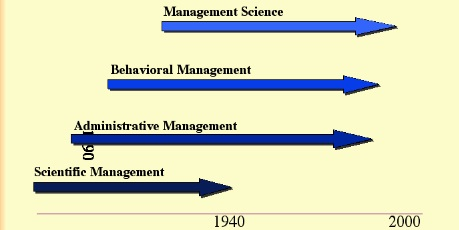 Management Science
Behavioral Management
Administrative Management
Scientific Management
1940
2000